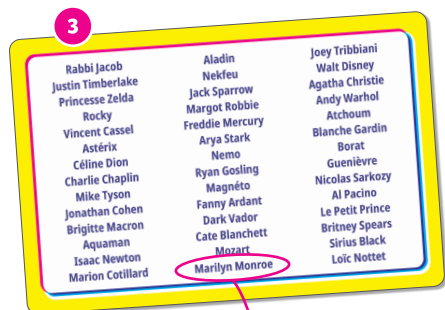 3
Rabbi Jacob
Justin Timberlake
Princesse Zelda
Rocky
Vincent Cassel
Astérix
Céline Dion
Charlie Chaplin
Mike Tyson
Jonathan Cohen
Brigitte Macron
Aquaman
Isaac Newton
Marion Cotillard
Aladin
Nekfeu
Jack Sparrow
Margot Robbie
Freddie Mercury
Arya Stark
Nemo
Ryan Gosling
Magnéto
Fanny Ardant
Dark Vador
Cate Blanchett
Mozart
Marilyn Monroe
Joey Tribbiani
Walt Disney
Agatha Christie
Andy Warhol
Atchoum
Blanche Gardin
Borat
Guenièvre
Nicolas Sarkozy
Al Pacino
Le Petit Prince
Britney Spears
Sirius Black
Loïc Nottet